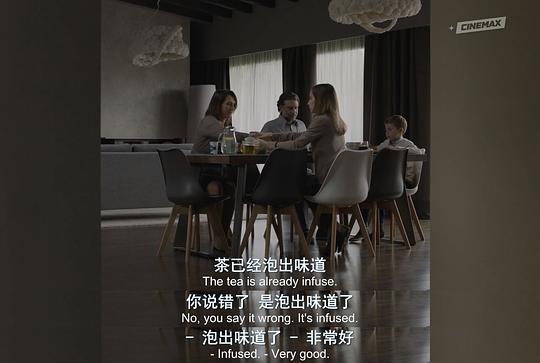 CINEMAX
茶已经泡出味道
The tea is already infuse.
你说错了 是泡出味道了
No, you say it wrong. It's infused.
- 泡出味道了 - 非常好
- Infused. - Very good.